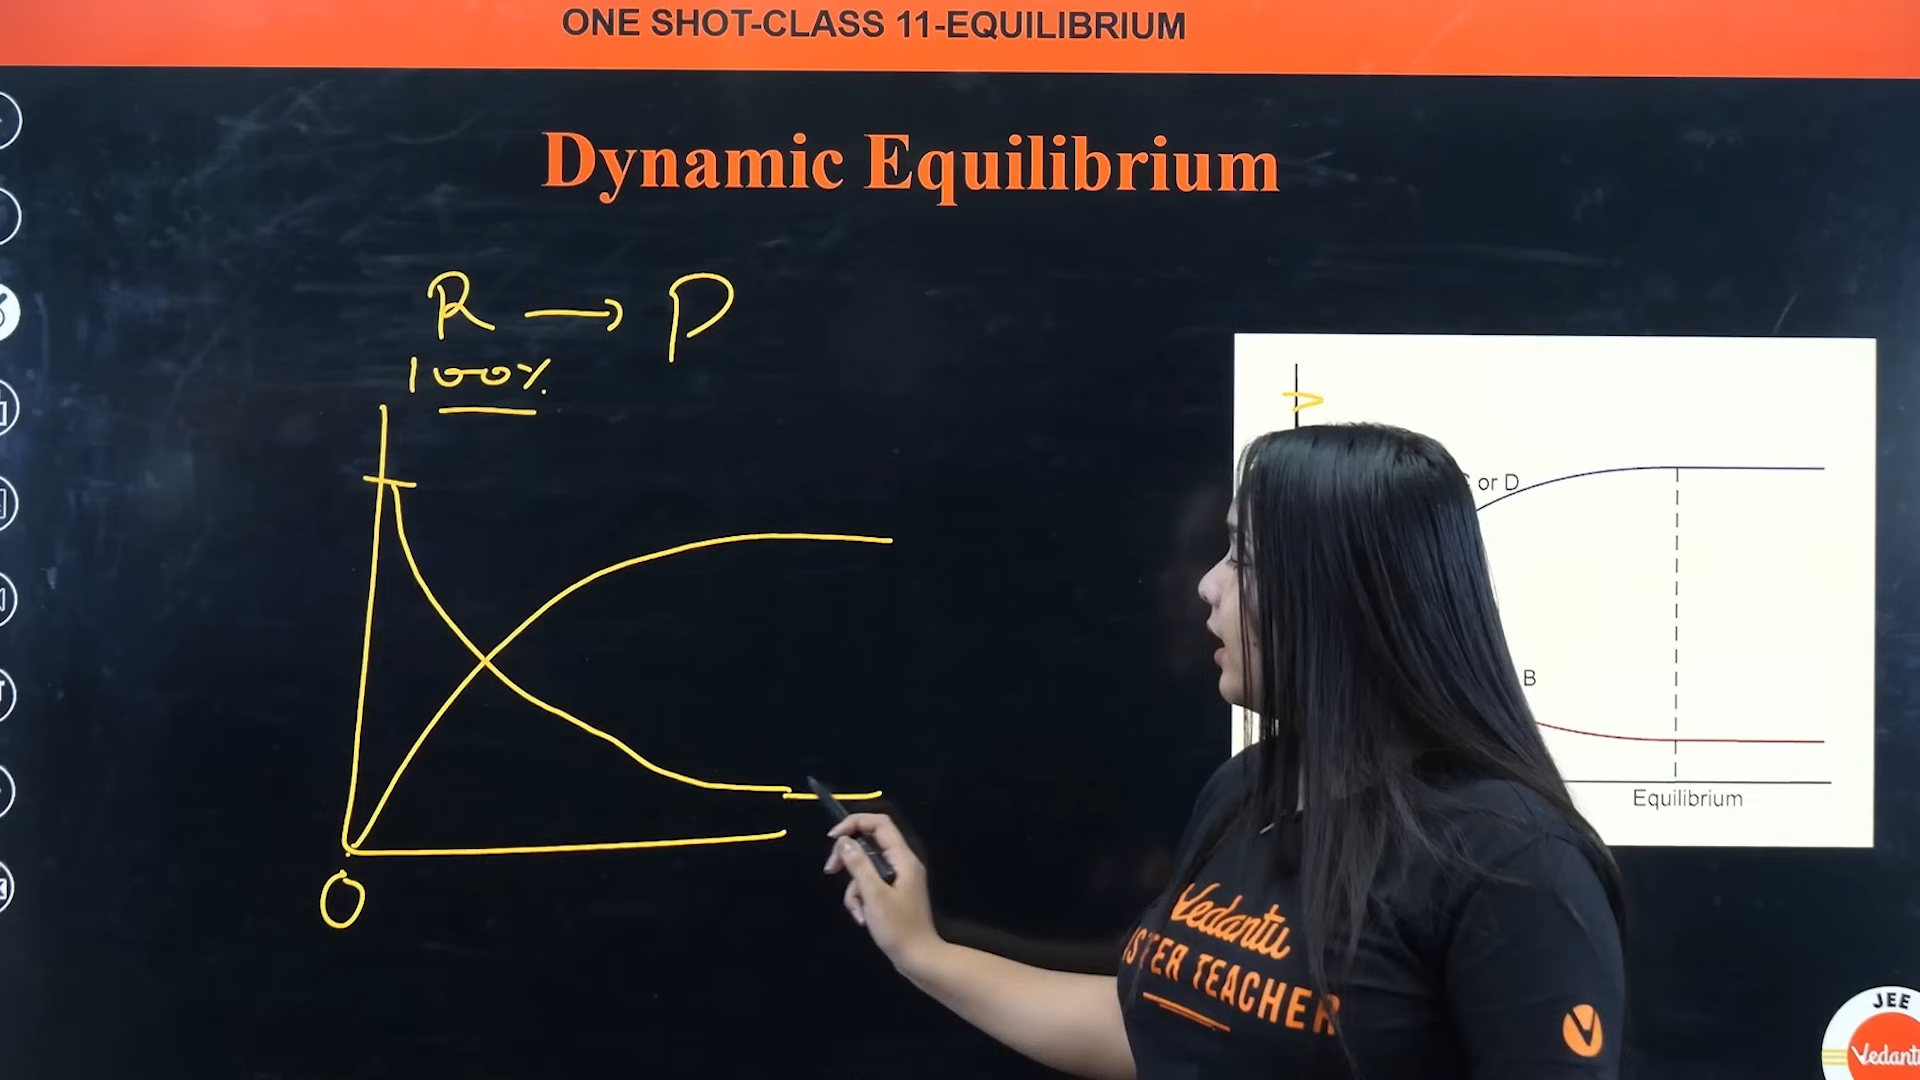 ONE SHOT-CLASS 11-EQUILIBRIUM
Dynamic Equilibrium
R → P
100%
O
or D
B
Equilibrium
Vedantu
TEACHER
JEE
Vedantu